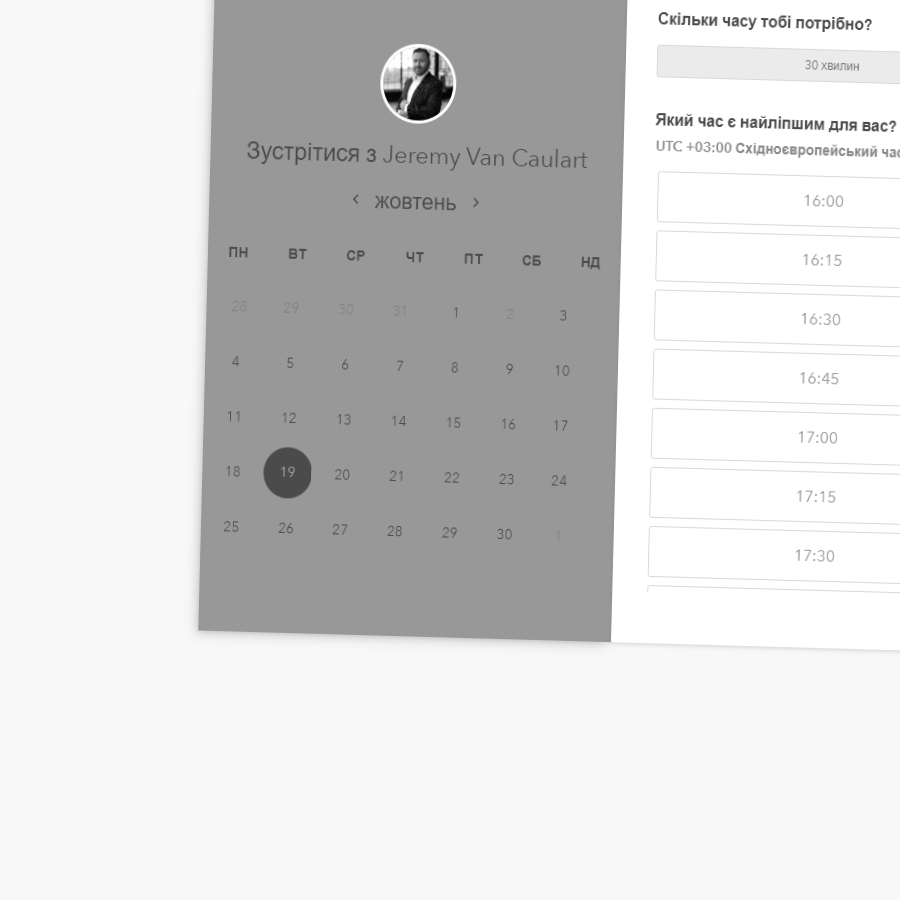 Зустрітися з Jeremy Van Caulart
жовтень
ПН ВТ СР ЧТ ПТ СБ НД
28 29 30 31 1 2 3
4 5 6 7 8 9 10
11 12 13 14 15 16 17
18 19 20 21 22 23 24
25 26 27 28 29 30 1
Скільки часу тобі потрібно?
30 хвилин
Який час є найліпшим для вас?
UTC +03:00 Східноєвропейський час
16:00
16:15
16:30
16:45
17:00
17:15
17:30